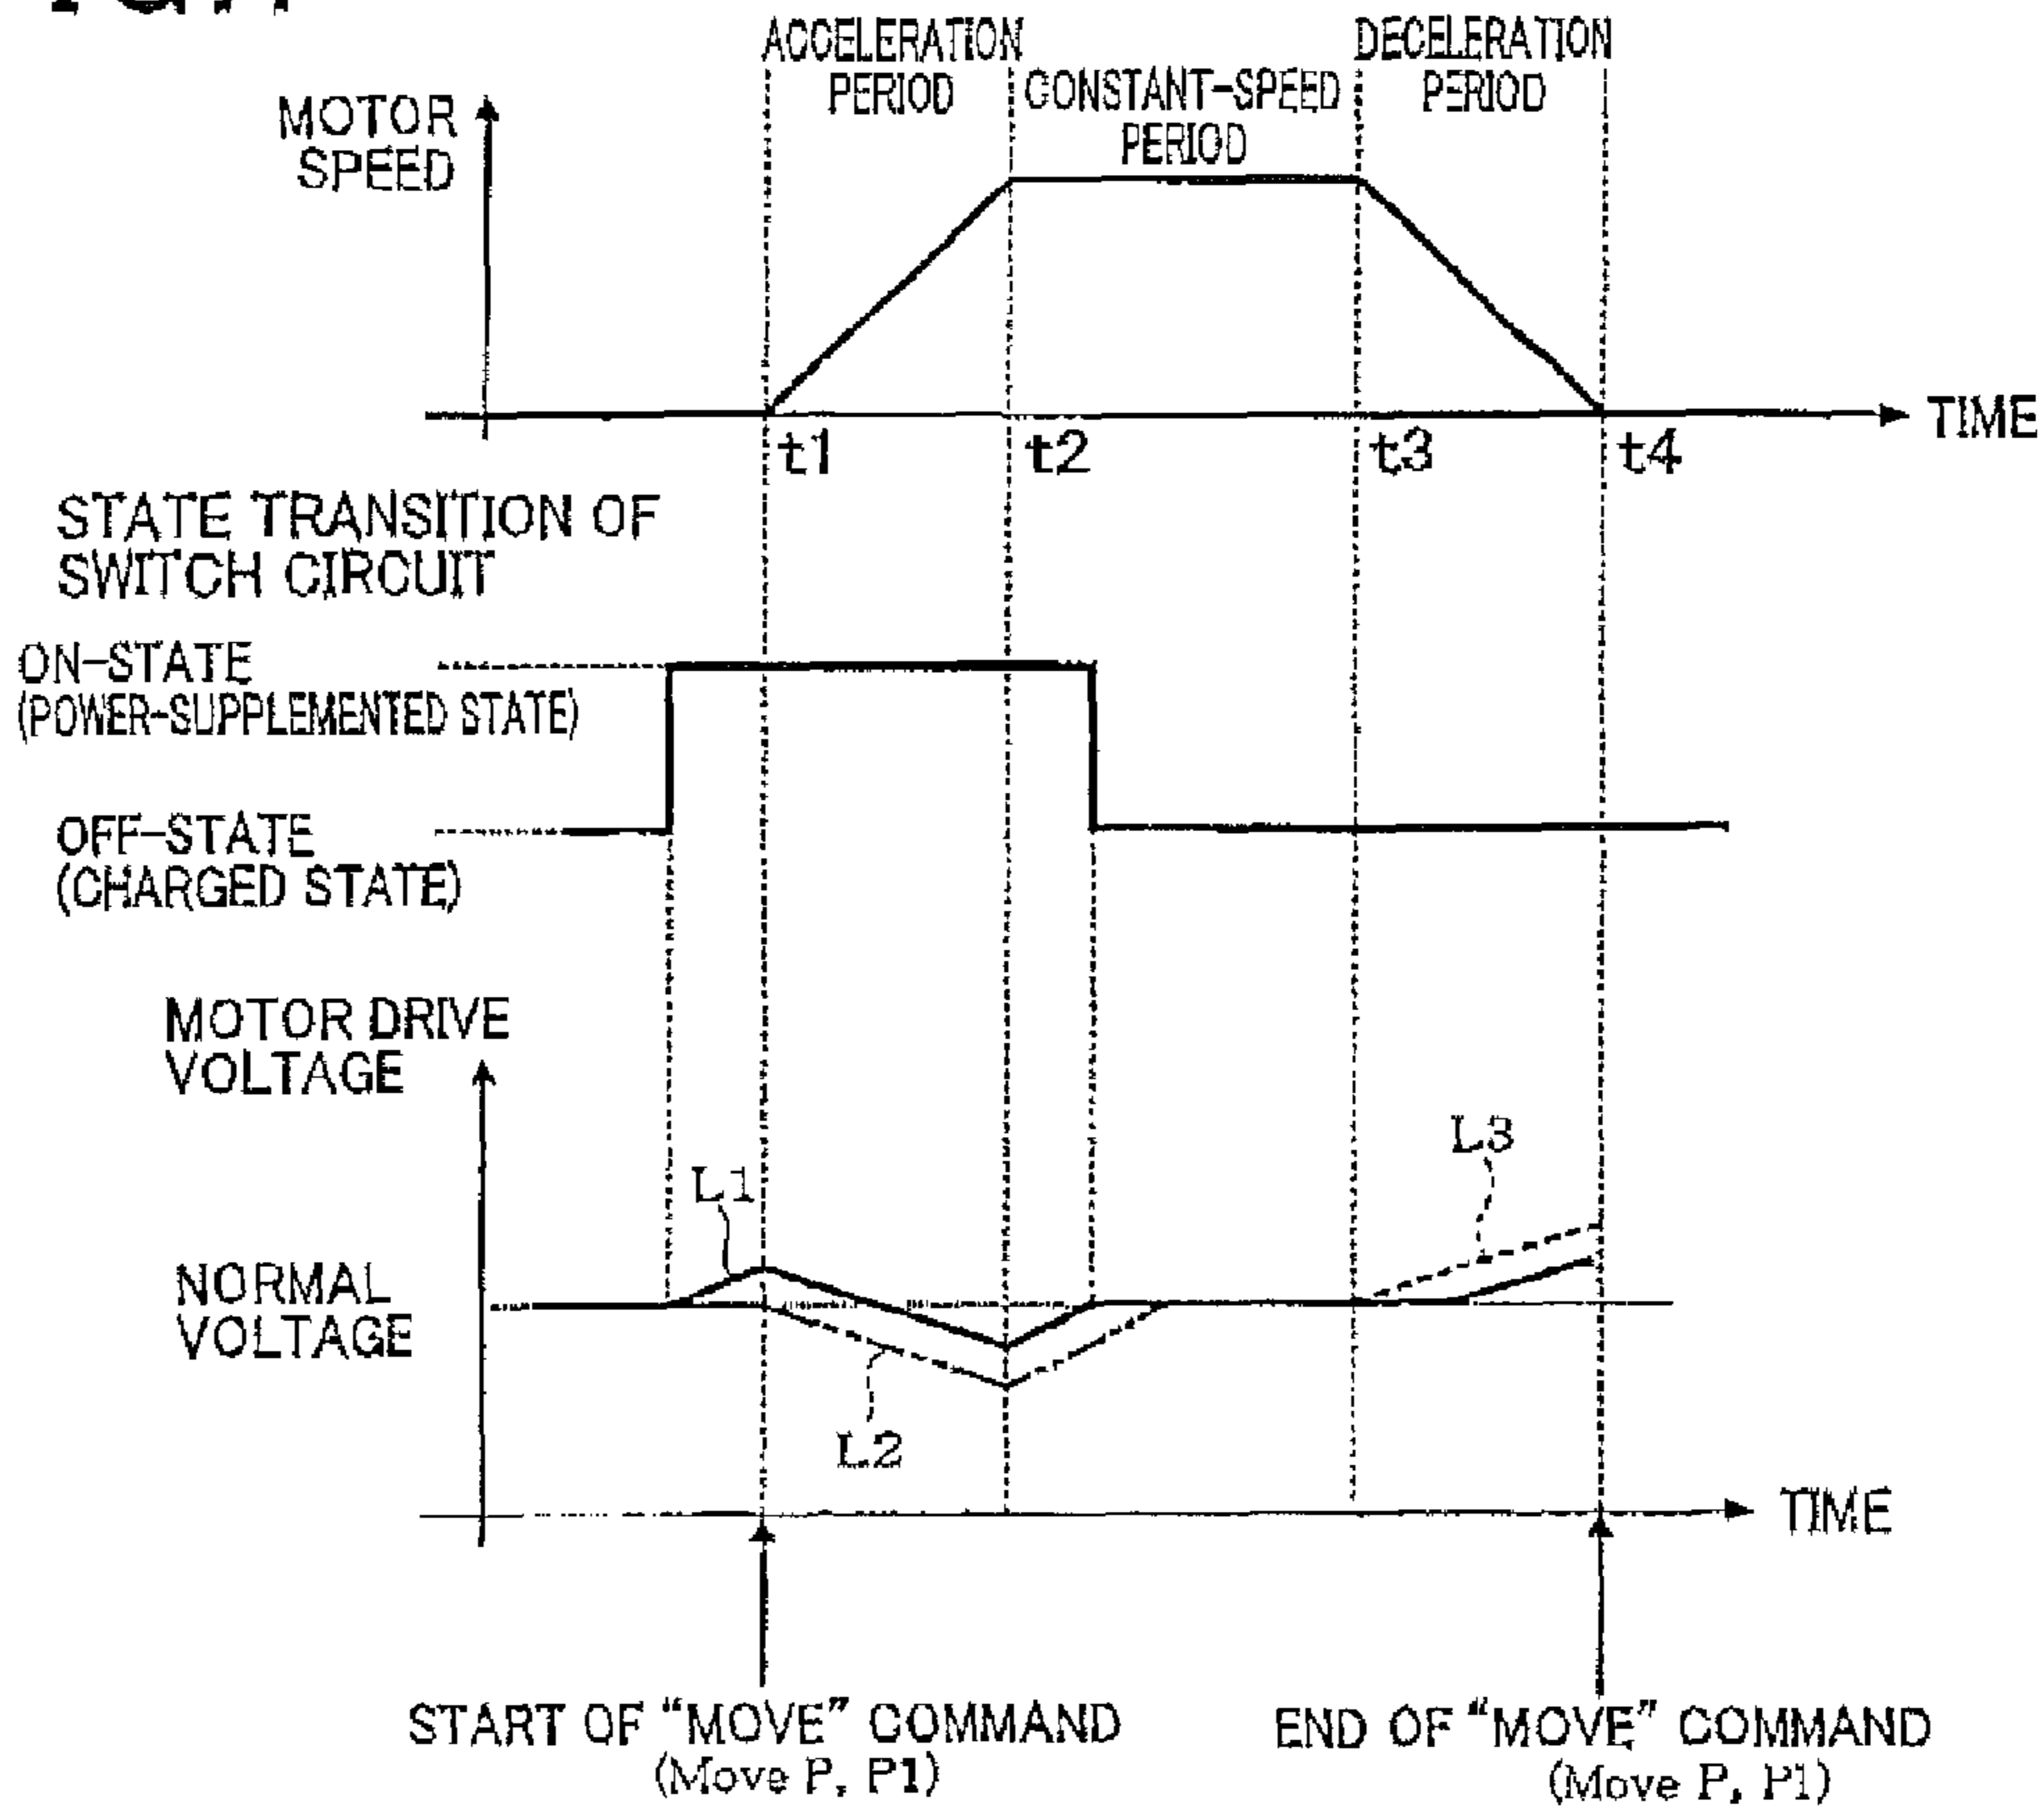 ACCELERATION
PERIOD
CONSTANT-SPEED
PERIOD
DECELERATION
PERIOD
MOTOR
SPEED
TIME
t1
t2
t3
t4
STATE TRANSITION OF
SWITCH CIRCUIT
ON-STATE
(POWER-SUPPLEMENTED STATE)
OFF-STATE
(CHARGED STATE)
MOTOR DRIVE
VOLTAGE
L1
L2
L3
NORMAL
VOLTAGE
TIME
START OF “MOVE” COMMAND
(Move P, P1)
END OF “MOVE” COMMAND
(Move P, P1)